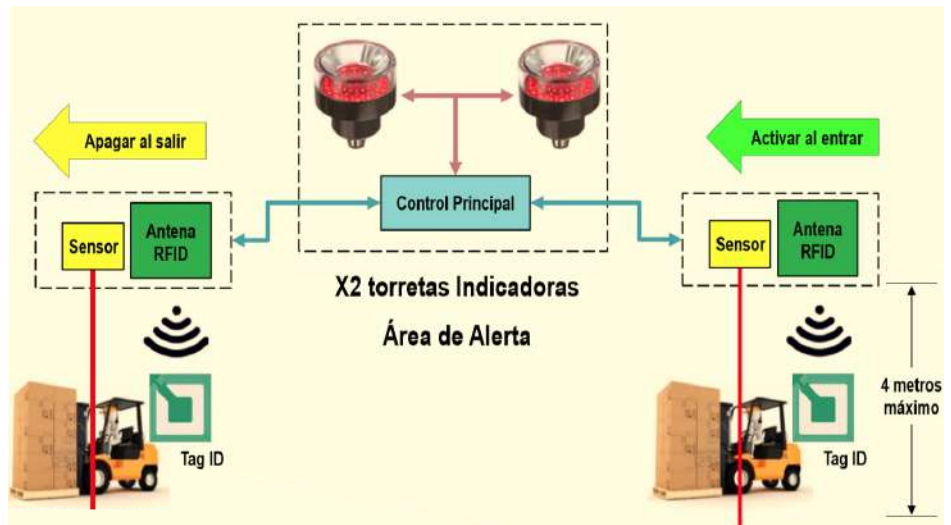 Apagar al salir
Activar al entrar
Control Principal
Sensor
Antena
RFID
Sensor
Antena
RFID
X2 torretas Indicadoras
Área de Alerta
4 metros
máximo
Tag ID
Tag ID